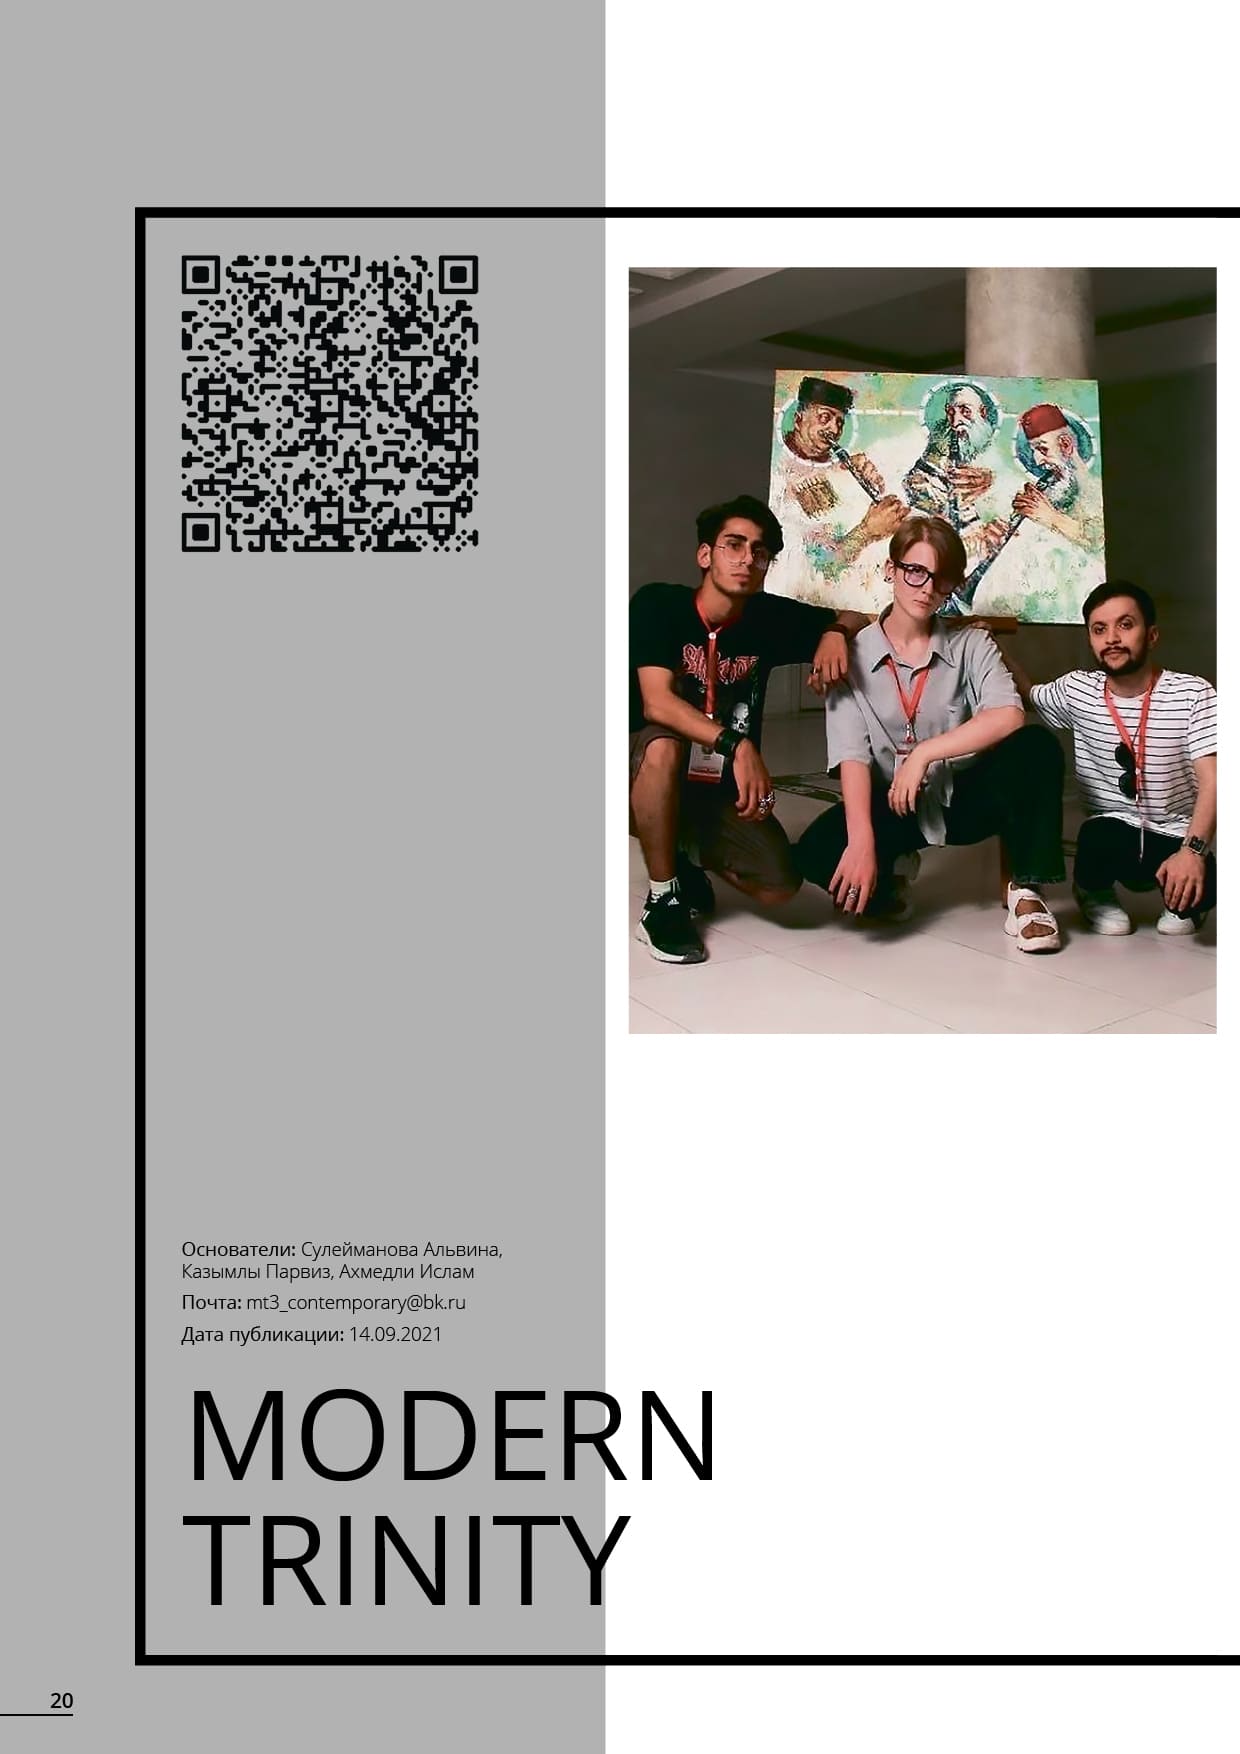 Основатели: Сулейманова Альвина,
Казымлы Парвиз, Ахмедли Ислам
Почта: mt3_contemporary@bk.ru
Дата публикации: 14.09.2021
MODERN
TRINITY
20